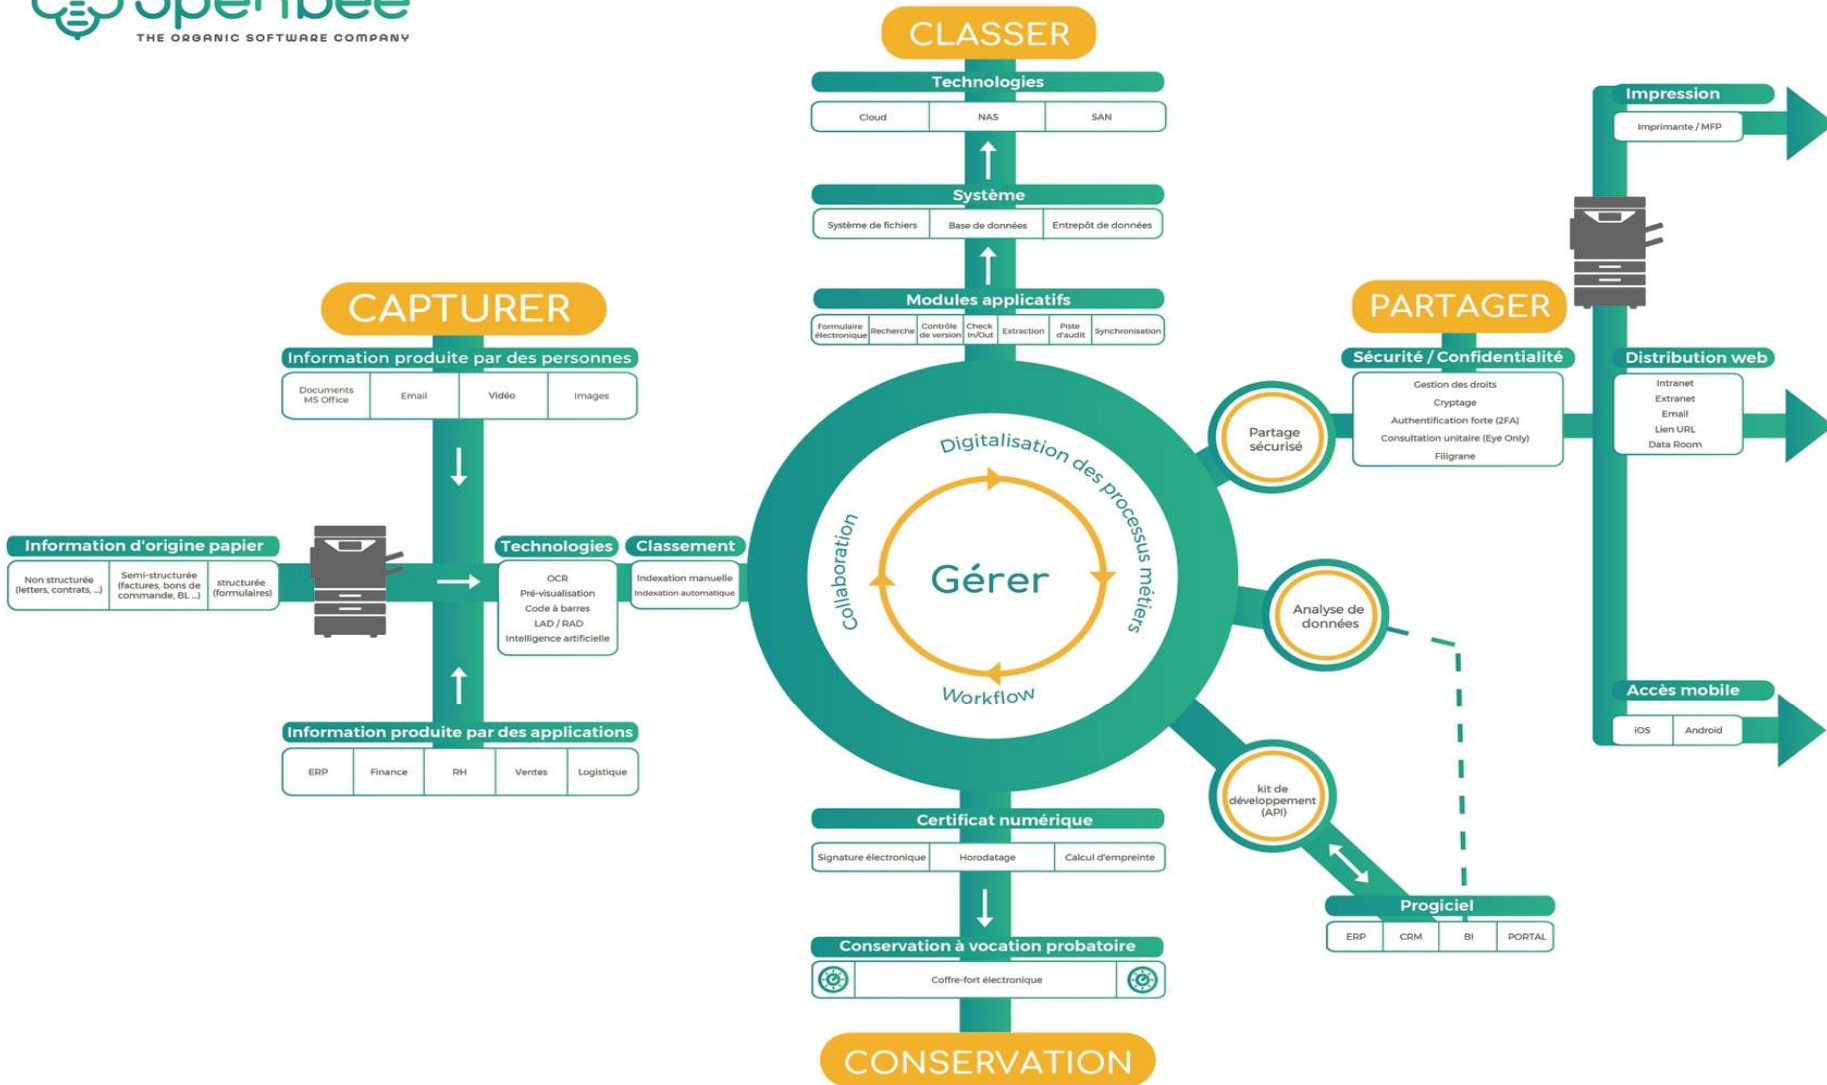 THE ORGANIC SOFTWARE COMPANY
CLASSER
Technologies
Cloud
NAS
SAN
Système
Système de fichiers
Base de données
Entrepôt de données
Modules applicatifs
Formulaire
électronique
Recherche
Contrôle
de version
Check
In/Out
Extraction
Piste
d'audit
Synchronisation
CAPTURER
Information produite par des personnes
Documents
MS Office
Email
Vidéo
Images
Information d'origine papier
Non structurée
(letters, contrats, ...)
Semi-structurée
(factures, bons de
commande, BL ...)
structurée
(formulaires)
Technologies
OCR
Pré-visualisation
Code à barres
LAD / RAD
Intelligence artificielle
Classement
Indexation manuelle
Indexation automatique
Information produite par des applications
ERP
Finance
RH
Ventes
Logistique
Collaboration
Digitalisation des processus métiers
Workflow
Gérer
Partage
sécurisé
Analyse de
données
kit de
développement
(API)
PARTAGER
Sécurité / Confidentialité
Gestion des droits
Cryptage
Authentification forte (2FA)
Consultation unitaire (Eye Only)
Filigrane
Impression
Imprimante / MFP
Distribution web
Intranet
Extranet
Email
Lien URL
Data Room
Accès mobile
iOS
Android
Progiciel
ERP
CRM
BI
PORTAL
Certificat numérique
Signature électronique
Horodatage
Calcul d'empreinte
Conservation à vocation probatoire
Coffre-fort électronique
CONSERVATION